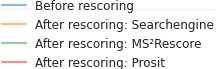 Before rescoring
After rescoring: Searchengine
After rescoring: MS²Rescore
After rescoring: Prosit